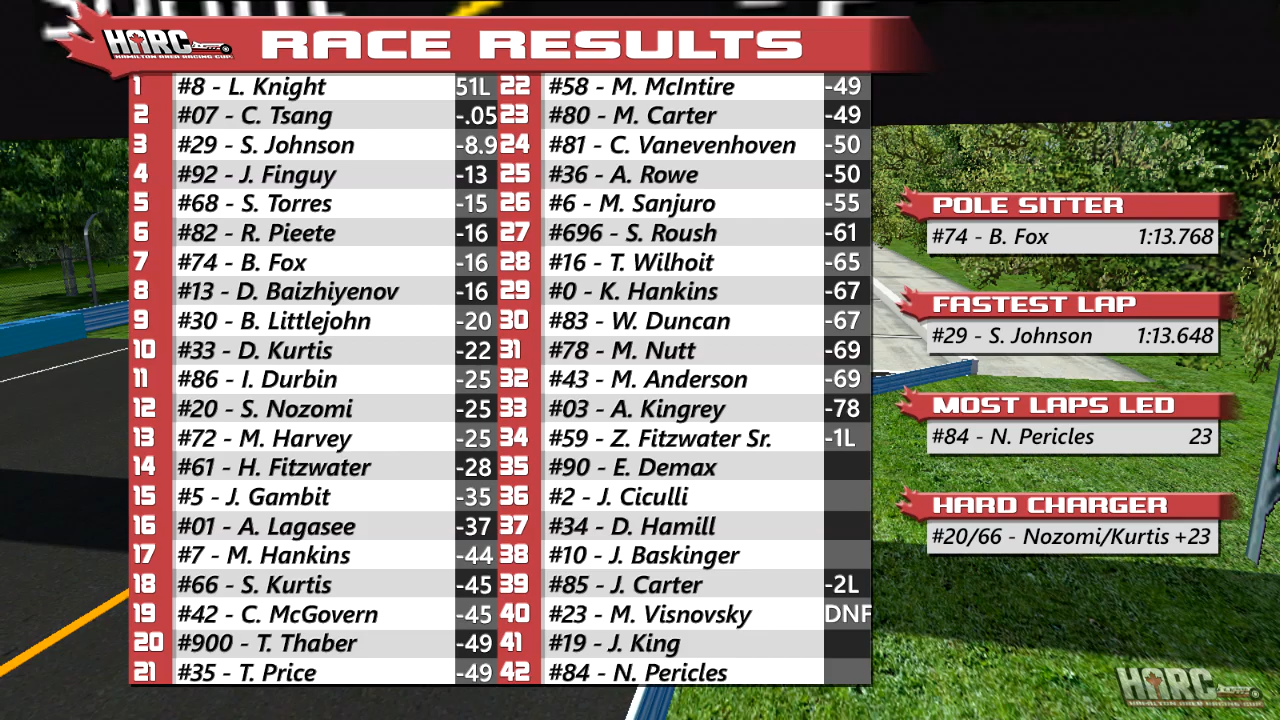 HARC
HAMILTON AREA RACING CUP
RACE RESULTS
1 #8 - L. Knight 51L
2 #07 - C. Tsang -.05
3 #29 - S. Johnson -8.9
4 #92 - J. Finguy -13
5 #68 - S. Torres -15
6 #82 - R. Pieete -16
7 #74 - B. Fox -16
8 #13 - D. Baizhiyenov -16
9 #30 - B. Littlejohn -20
10 #33 - D. Kurtis -22
11 #86 - I. Durbin -25
12 #20 - S. Nozomi -25
13 #72 - M. Harvey -25
14 #61 - H. Fitzwater -28
15 #5 - J. Gambit -35
16 #01 - A. Lagasee -37
17 #7 - M. Hankins -44
18 #66 - S. Kurtis -45
19 #42 - C. McGovern -45
20 #900 - T. Thaber -49
21 #35 - T. Price -49
22 #58 - M. McIntire -49
23 #80 - M. Carter -49
24 #81 - C. Vanevenhoven -50
25 #36 - A. Rowe -50
26 #6 - M. Sanjuro -55
27 #696 - S. Roush -61
28 #16 - T. Wilhoit -65
29 #0 - K. Hankins -67
30 #83 - W. Duncan -67
31 #78 - M. Nutt -69
32 #43 - M. Anderson -69
33 #03 - A. Kingrey -78
34 #59 - Z. Fitzwater Sr. -1L
35 #90 - E. Demax
36 #2 - J. Ciculli
37 #34 - D. Hamill
38 #10 - J. Baskinger
39 #85 - J. Carter -2L
40 #23 - M. Visnovsky DNF
41 #19 - J. King
42 #84 - N. Pericles
POLE SITTER
#74 - B. Fox 1:13.768
FASTEST LAP
#29 - S. Johnson 1:13.648
MOST LAPS LED
#84 - N. Pericles 23
HARD CHARGER
#20/66 - Nozomi/Kurtis +23
HARC
HAMILTON AREA RACING CUP